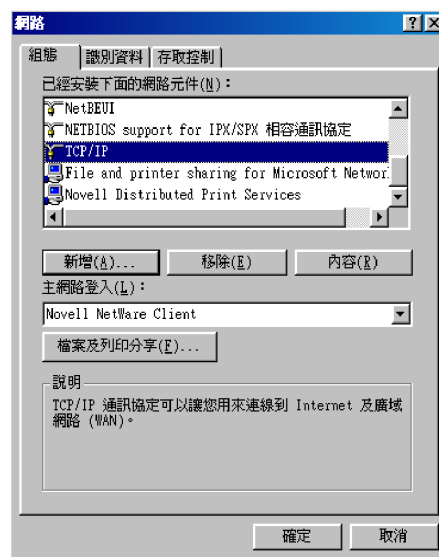 網路
組態 識別資料 存取控制
已經安裝下面的網路元件(N):
NetBEUI
NETBIOS support for IPX/SPX 相容通訊協定
TCP/IP
File and printer sharing for Microsoft Networ
Novell Distributed Print Services
新增(A)... 移除(E) 內容(R)
主網路登入(L):
Novell NetWare Client
檔案及列印分享(F)...
說明
TCP/IP 通訊協定可以讓您用來連線到 Internet 及廣域
網路 (WAN)。
確定 取消